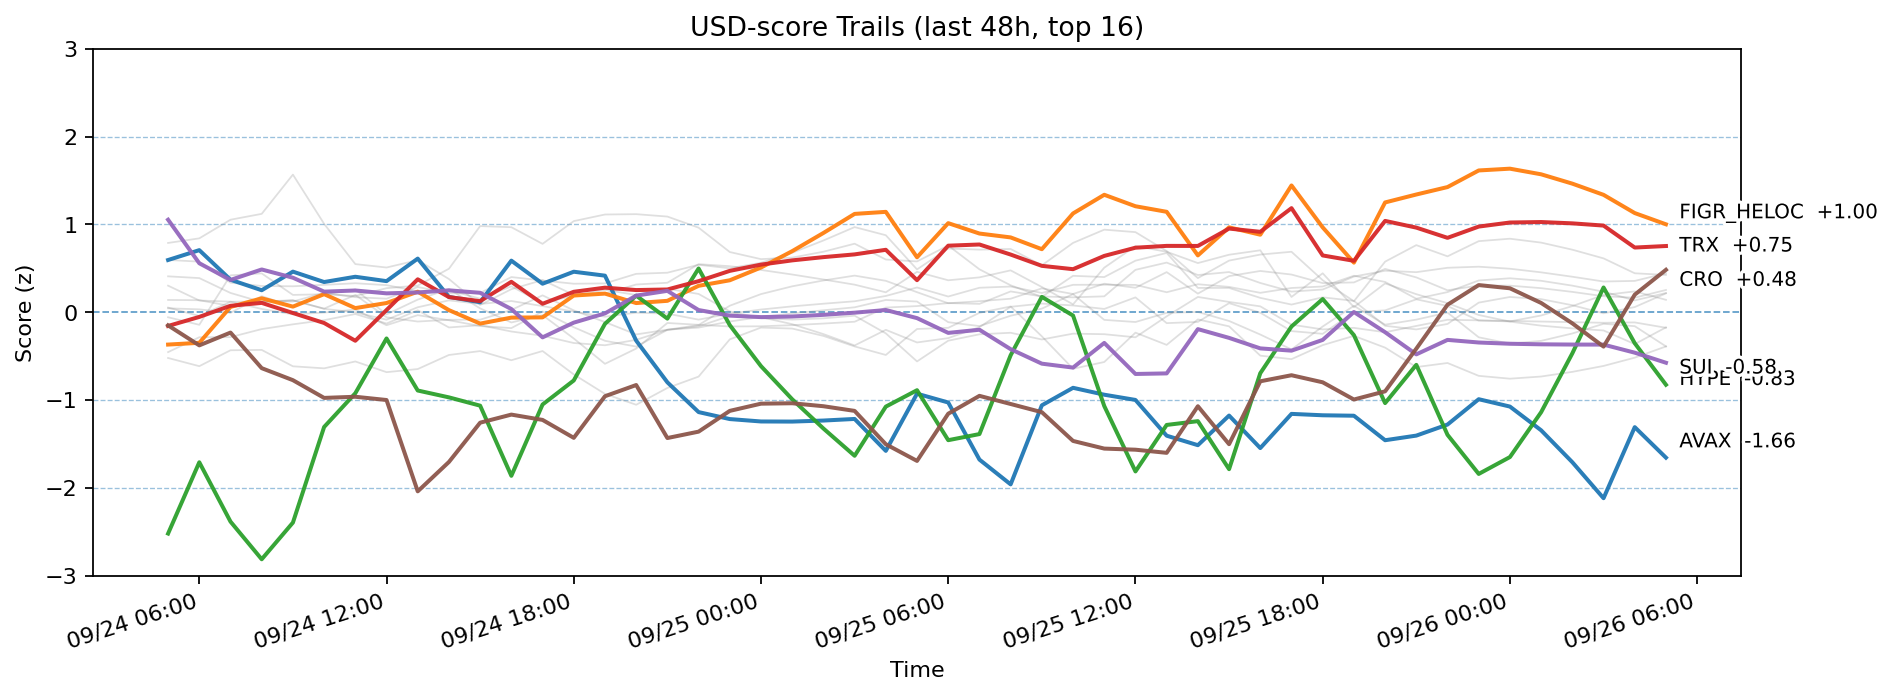 USD-score Trails (last 48h, top 16)
Score (z)
3
2
1
0
−1
−2
−3
FIGR_HELOC +1.00
TRX +0.75
CRO +0.48
SUI -0.58
HYPE -0.83
AVAX -1.66
09/24 06:00
09/24 12:00
09/24 18:00
09/25 00:00
09/25 06:00
09/25 12:00
09/25 18:00
09/26 00:00
09/26 06:00
Time